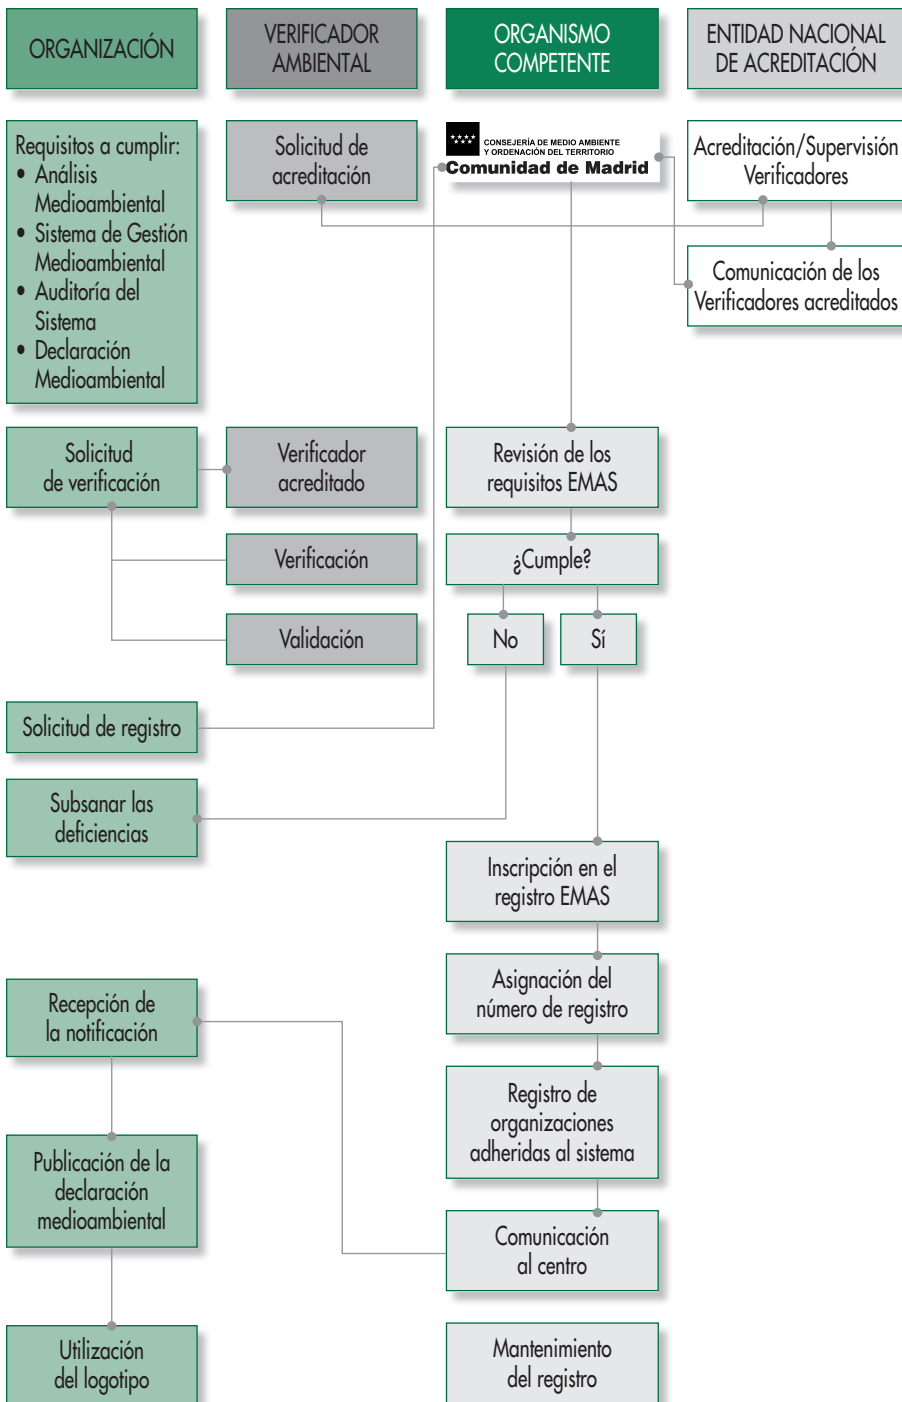 ORGANIZACIÓN
VERIFICADOR
AMBIENTAL
ORGANISMO
COMPETENTE
ENTIDAD NACIONAL
DE ACREDITACIÓN
Requisitos a cumplir:
• Análisis
Medioambiental
• Sistema de Gestión
Medioambiental
• Auditoría del
Sistema
• Declaración
Medioambiental
Solicitud de
acreditación
CONSEJERÍA DE MEDIO AMBIENTE
Y ORDENACIÓN DEL TERRITORIO
Comunidad de Madrid
Acreditación/Supervisión
Verificadores
Comunicación de los
Verificadores acreditados
Solicitud
de verificación
Verificador
acreditado
Revisión de los
requisitos EMAS
Verificación
¿Cumple?
Validación
No
Sí
Solicitud de registro
Subsanar las
deficiencias
Inscripción en el
registro EMAS
Asignación del
número de registro
Recepción de
la notificación
Registro de
organizaciones
adheridas al sistema
Publicación de la
declaración
medioambiental
Comunicación
al centro
Utilización
del logotipo
Mantenimiento
del registro